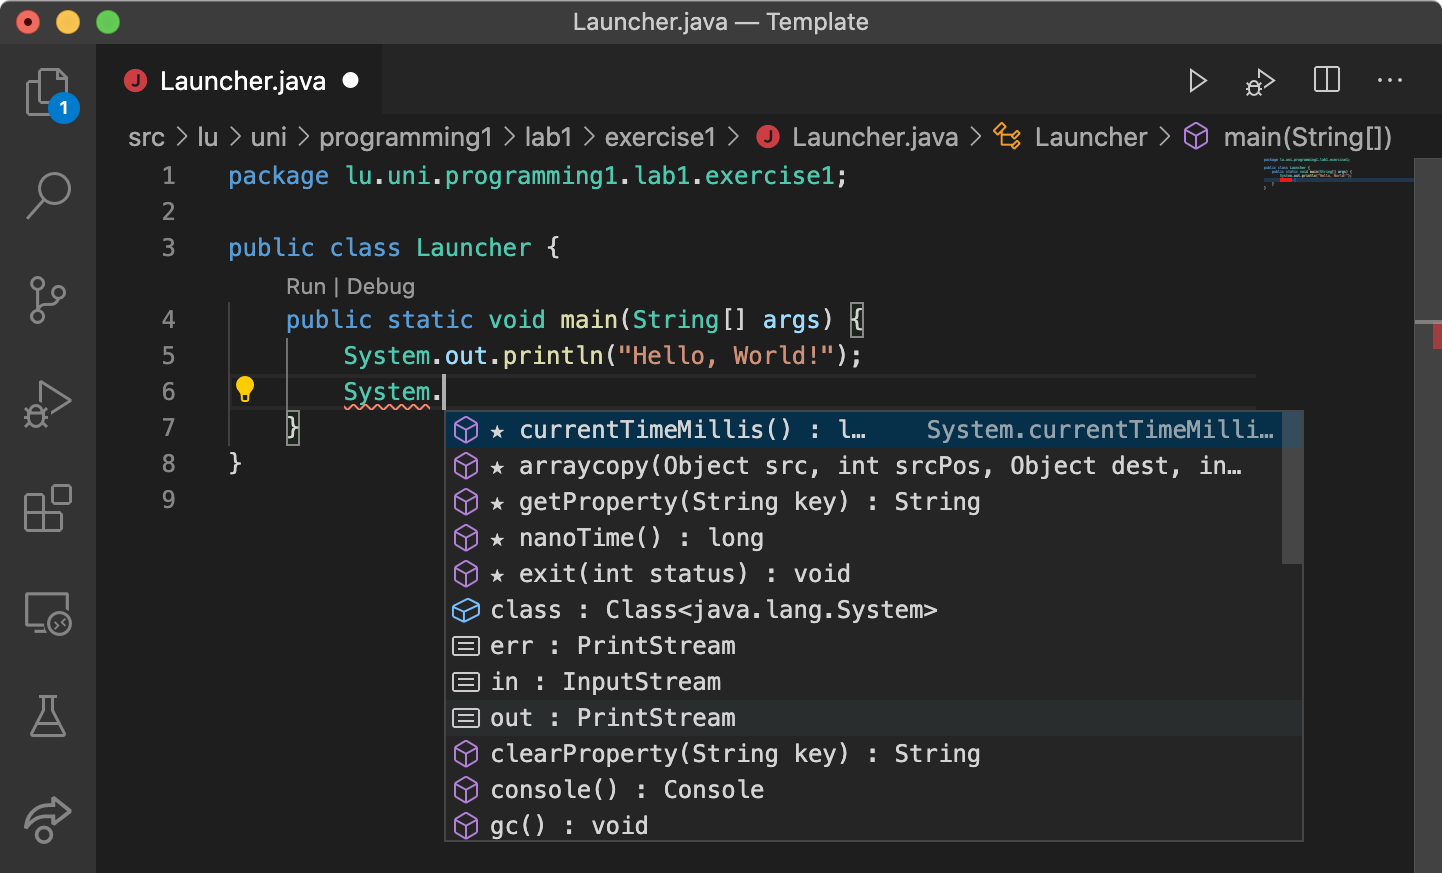 Launcher.java — Template
Launcher.java
1
src > lu > uni > programming1 > lab1 > exercise1 > Launcher.java > Launcher > main(String[])
1 package lu.uni.programming1.lab1.exercise1;
2
3 public class Launcher {
Run | Debug
4 public static void main(String[] args) {
5 System.out.println("Hello, World!");
6 System.
7 }
8 }
9
★ currentTimeMillis() : l… System.currentTimeMilli…
★ arraycopy(Object src, int srcPos, Object dest, in…
★ getProperty(String key) : String
★ nanoTime() : long
★ exit(int status) : void
class : Class<java.lang.System>
err : PrintStream
in : InputStream
out : PrintStream
clearProperty(String key) : String
console() : Console
gc() : void